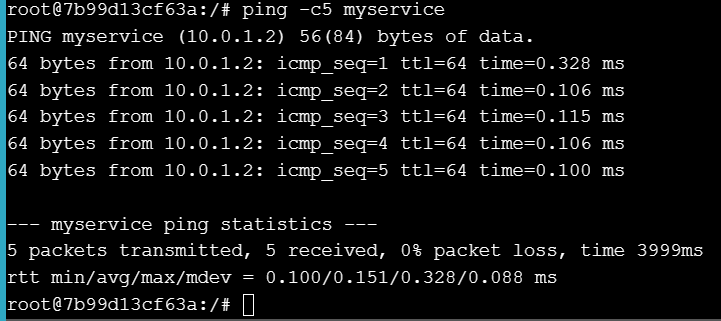 root@7b99d13cf63a:/# ping -c5 myservice
PING myservice (10.0.1.2) 56(84) bytes of data.
64 bytes from 10.0.1.2: icmp_seq=1 ttl=64 time=0.328 ms
64 bytes from 10.0.1.2: icmp_seq=2 ttl=64 time=0.106 ms
64 bytes from 10.0.1.2: icmp_seq=3 ttl=64 time=0.115 ms
64 bytes from 10.0.1.2: icmp_seq=4 ttl=64 time=0.106 ms
64 bytes from 10.0.1.2: icmp_seq=5 ttl=64 time=0.100 ms
--- myservice ping statistics ---
5 packets transmitted, 5 received, 0% packet loss, time 3999ms
rtt min/avg/max/mdev = 0.100/0.151/0.328/0.088 ms
root@7b99d13cf63a:/#